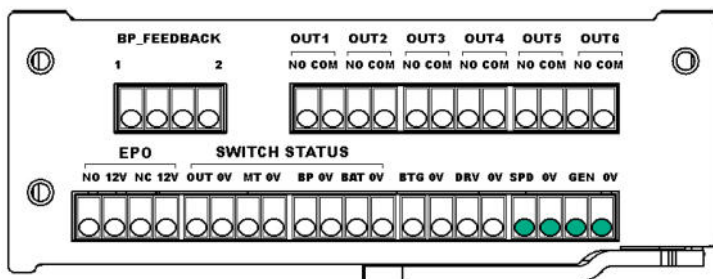 BP_FEEDBACK OUT1 OUT2 OUT3 OUT4 OUT5 OUT6
1 2 NO COM NO COM NO COM NO COM NO COM NO COM
EPO SWITCH STATUS
NO 12V NC 12V OUT 0V MT 0V BP 0V BAT 0V BTG 0V DRV 0V SPD 0V GEN 0V